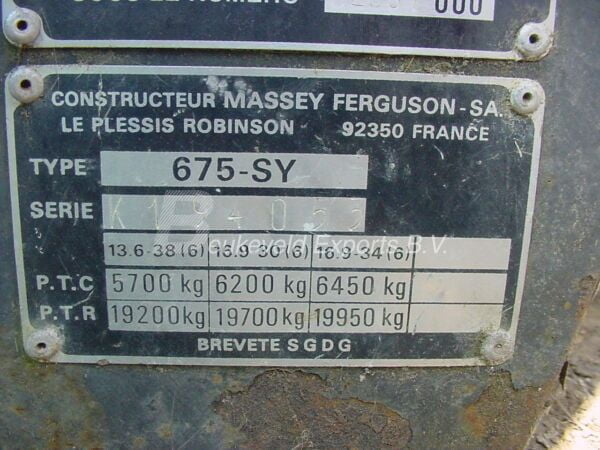 000
CONSTRUCTEUR MASSEY FERGUSON-SA.
LE PLESSIS ROBINSON 92350 FRANCE
TYPE 675-SY
SERIE
Beukeveld Exports B.V.
13.6-38 (6) 16.9-30 (6) 16.9-34 (6)
P.T.C 5700 kg 6200 kg 6450 kg
P.T.R 19200kg 19700kg 19950 kg
BREVETE S G D G